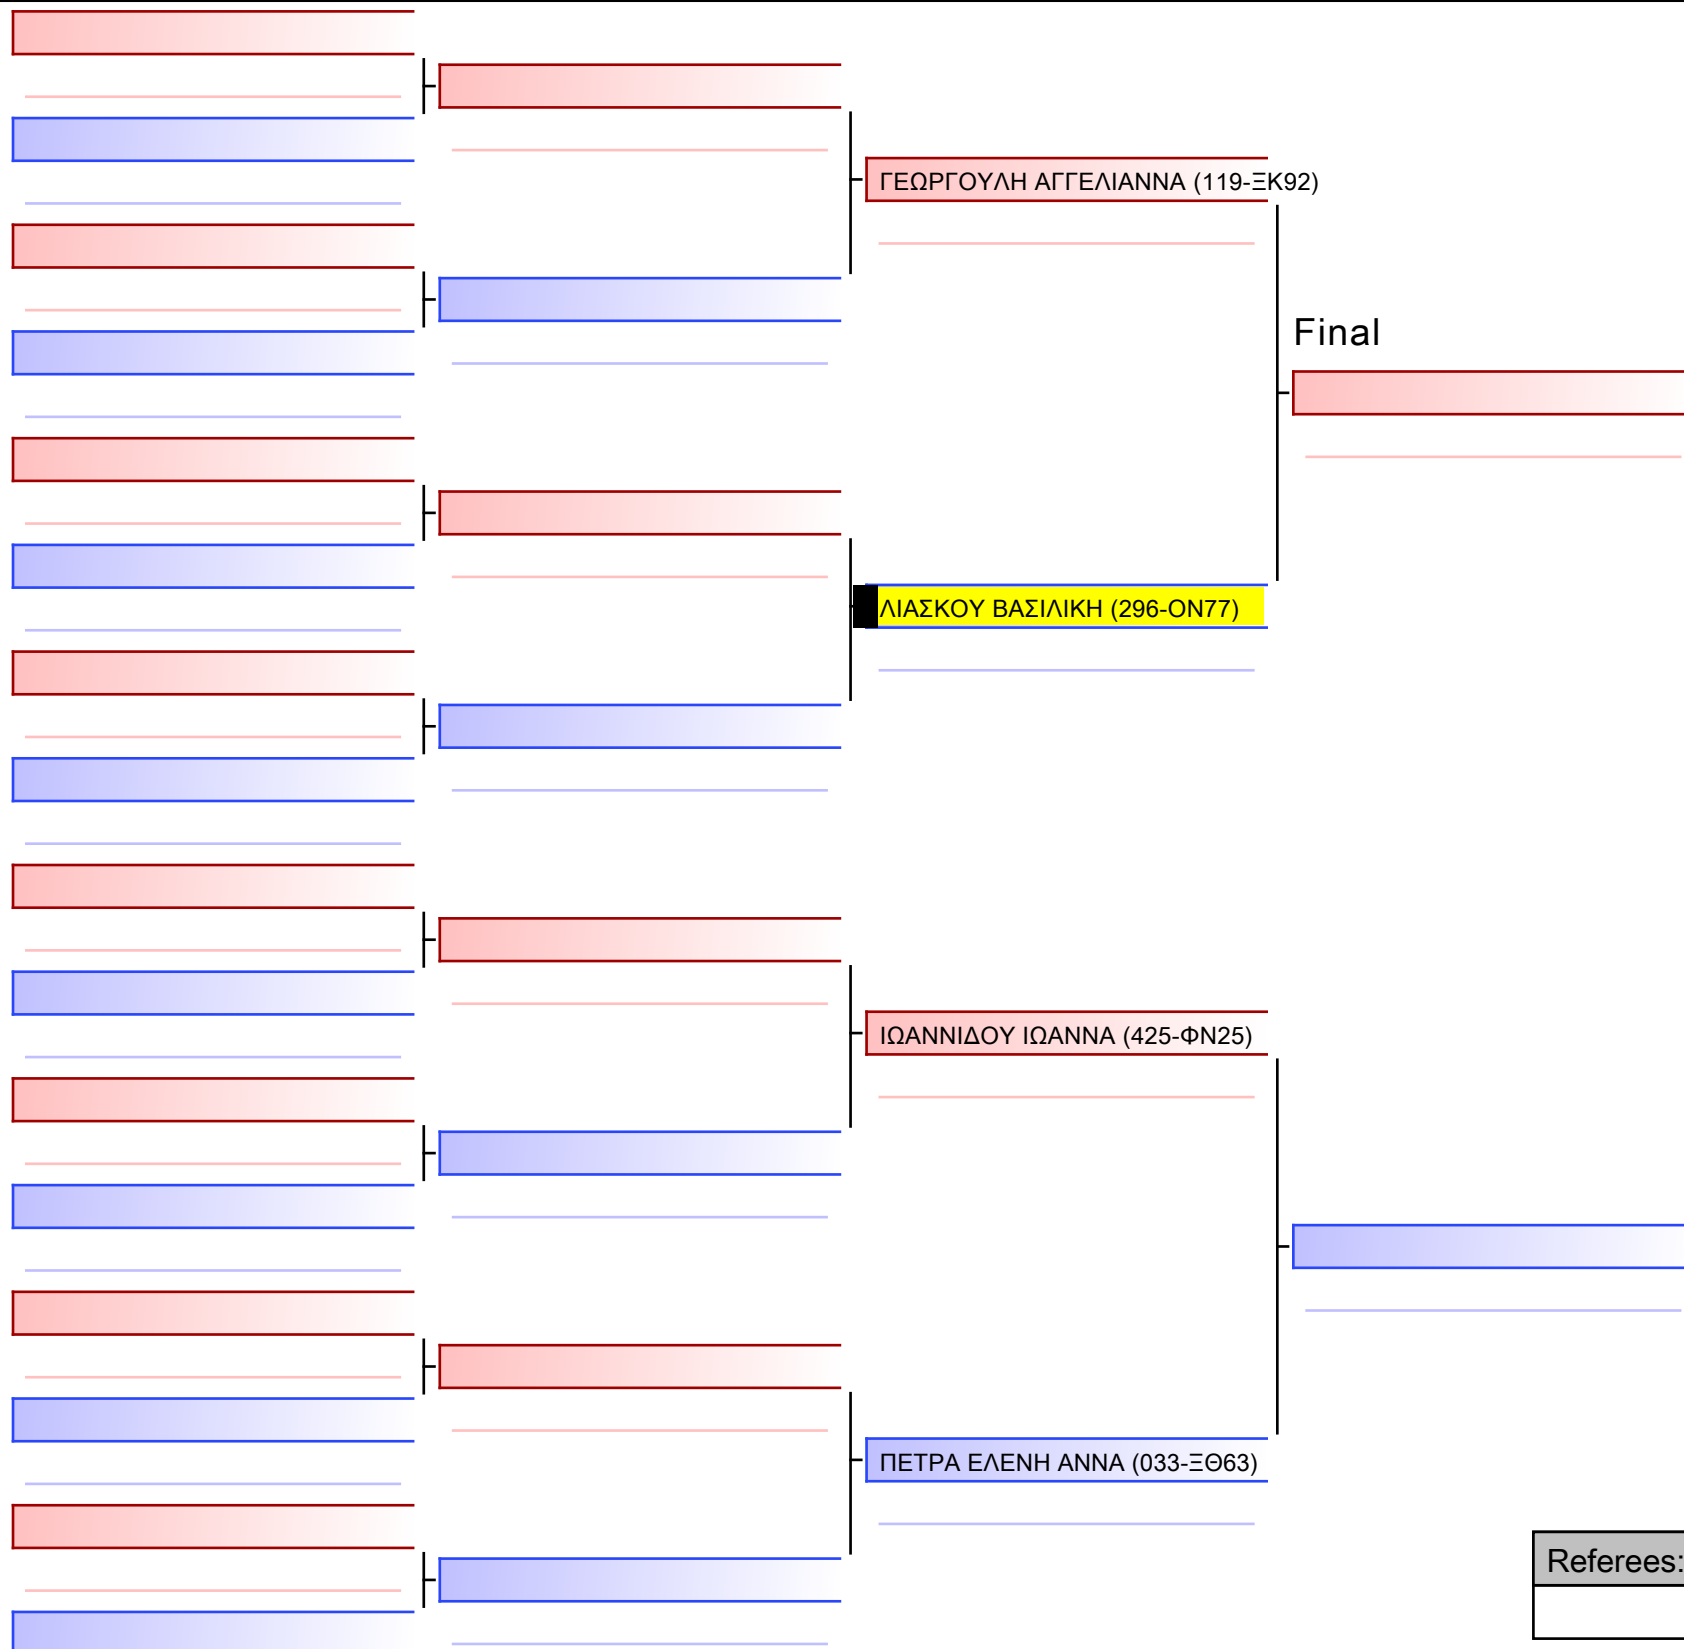 ΓΕΩΡΓΟΥΛΗ ΑΓΓΕΛΙΑΝΝΑ (119-ΞΚ92)
Final
ΛΙΑΣΚΟΥ ΒΑΣΙΛΙΚΗ (296-ΟΝ77)
ΙΩΑΝΝΙΔΟΥ ΙΩΑΝΝΑ (425-ΦΝ25)
ΠΕΤΡΑ ΕΛΕΝΗ ΑΝΝΑ (033-ΞΘ63)
Referees: